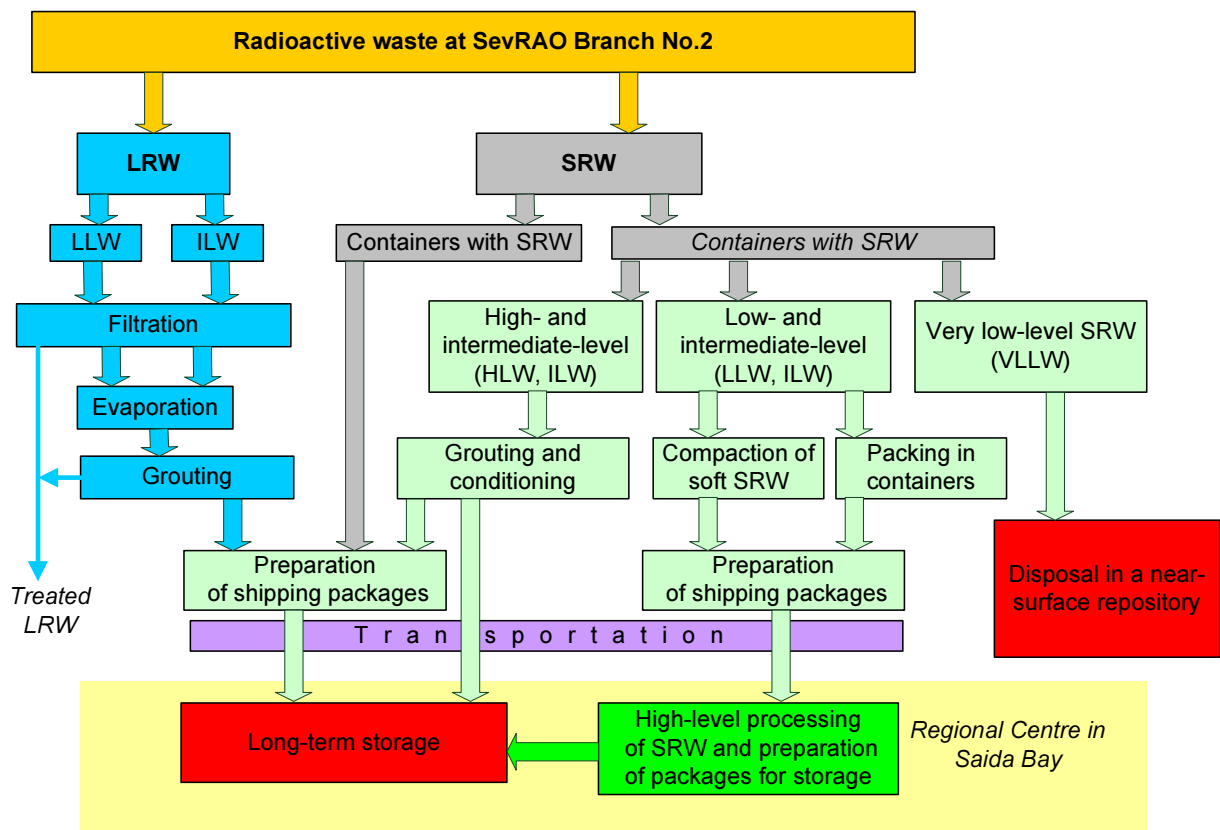 Radioactive waste at SevRAO Branch No.2
LRW
SRW
LLW
ILW
Containers with SRW
Containers with SRW
Filtration
High- and
intermediate-level
(HLW, ILW)
Low- and
intermediate-level
(LLW, ILW)
Very low-level SRW
(VLLW)
Evaporation
Grouting
Grouting and
conditioning
Compaction of
soft SRW
Packing in
containers
Preparation
of shipping packages
Preparation
of shipping packages
Disposal in a near-
surface repository
Treated
LRW
Transportation
Long-term storage
High-level processing
of SRW and preparation
of packages for storage
Regional Centre in
Saida Bay